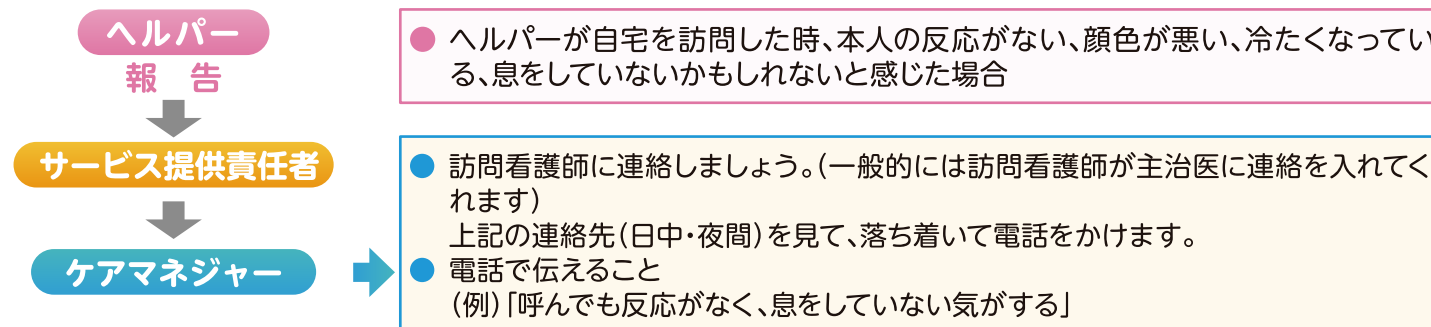 ヘルパー
報 告
サービス提供責任者
ケアマネジャー
● ヘルパーが自宅を訪問した時、本人の反応がない、顔色が悪い、冷たくなってい
る、息をしていないかもしれないと感じた場合
● 訪問看護師に連絡しましょう。(一般的には訪問看護師が主治医に連絡を入れてく
れます)
上記の連絡先(日中・夜間)を見て、落ち着いて電話をかけます。
● 電話で伝えること
(例)「呼んでも反応がなく、息をしていない気がする」